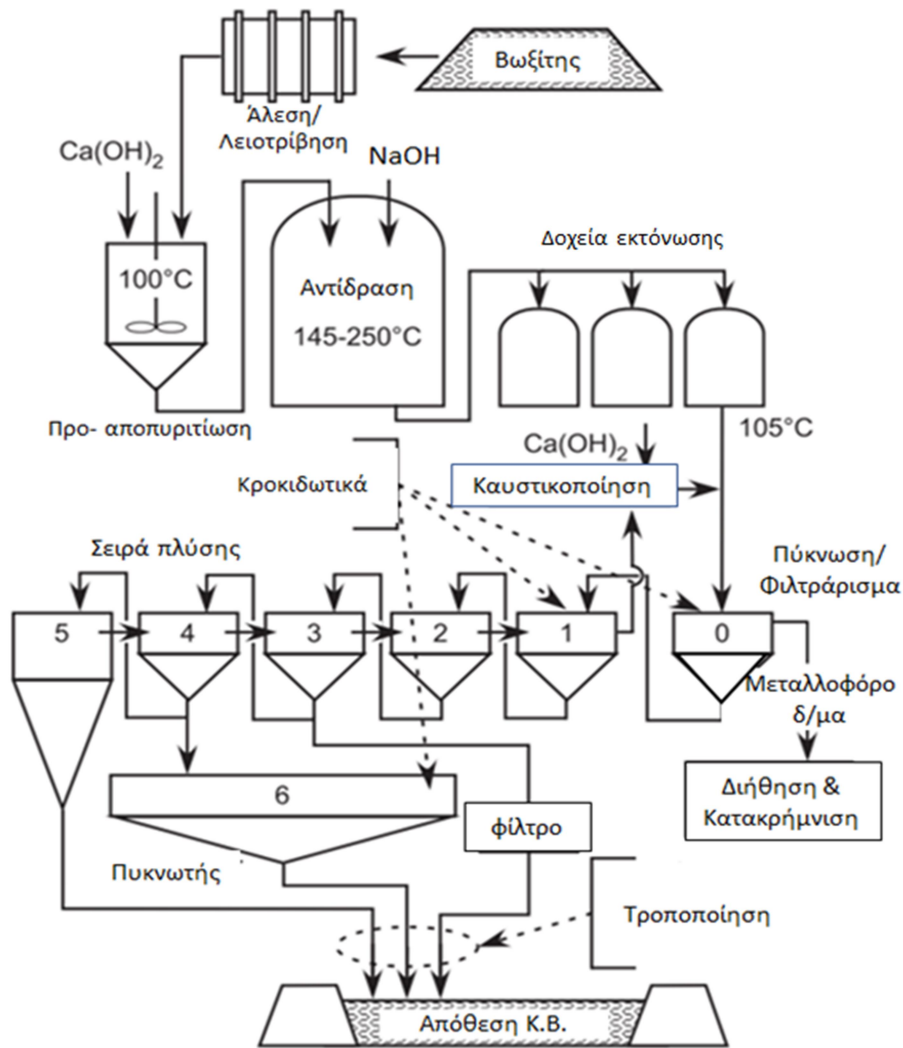 Βωξίτης
Άλεση/
Λειοτρίβηση
Ca(OH)2
NaOH
100°C
Αντίδραση
145-250°C
Δοχεία εκτόνωσης
Προ- αποπυριτίωση
105°C
Ca(OH)2
Κροκιδωτικά
Καυστικοποίηση
Σειρά πλύσης
Πύκνωση/
Φιλτράρισμα
5
4
3
2
1
0
Μεταλλοφόρο
δ/μα
6
Διήθηση &
Κατακρήμνιση
φίλτρο
Πυκνωτής
Τροποποίηση
Απόθεση Κ.Β.